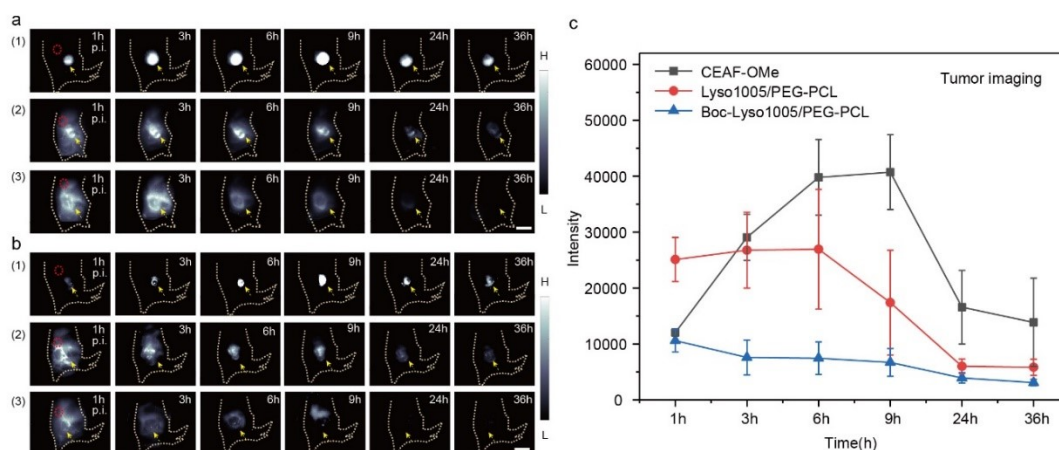 a
(1)
1h
p.i.
3h
6h
9h
24h
36h
H
(2)
1h
p.i.
3h
6h
9h
24h
36h
(3)
1h
p.i.
3h
6h
9h
24h
36h
L
b
(1)
1h
p.i.
3h
6h
9h
24h
36h
H
(2)
1h
p.i.
3h
6h
9h
24h
36h
(3)
1h
p.i.
3h
6h
9h
24h
36h
L
c
60000
50000
40000
30000
20000
10000
0
Intensity
CEAF-OMe
Lyso1005/PEG-PCL
Boc-Lyso1005/PEG-PCL
Tumor imaging
1h 3h 6h 9h 24h 36h
Time(h)